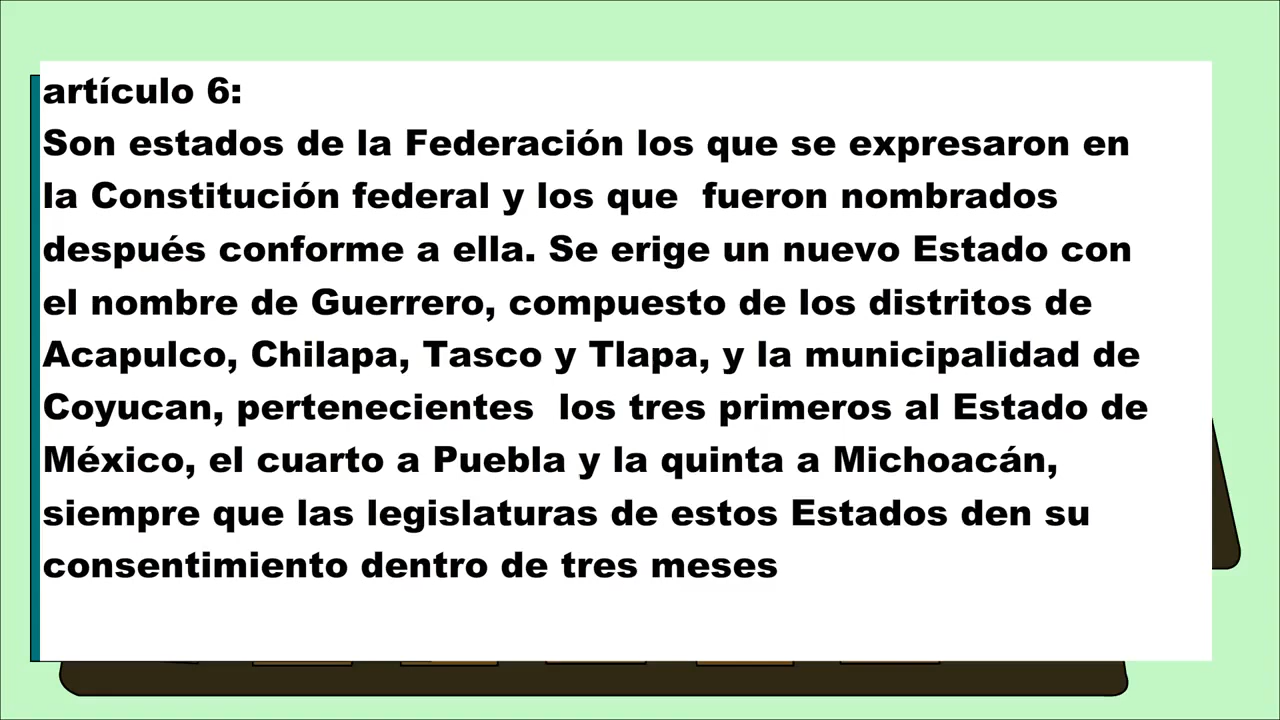 artículo 6:
Son estados de la Federación los que se expresaron en
la Constitución federal y los que  fueron nombrados
después conforme a ella. Se erige un nuevo Estado con
el nombre de Guerrero, compuesto de los distritos de
Acapulco, Chilapa, Tasco y Tlapa, y la municipalidad de
Coyucan, pertenecientes  los tres primeros al Estado de
México, el cuarto a Puebla y la quinta a Michoacán,
siempre que las legislaturas de estos Estados den su
consentimiento dentro de tres meses